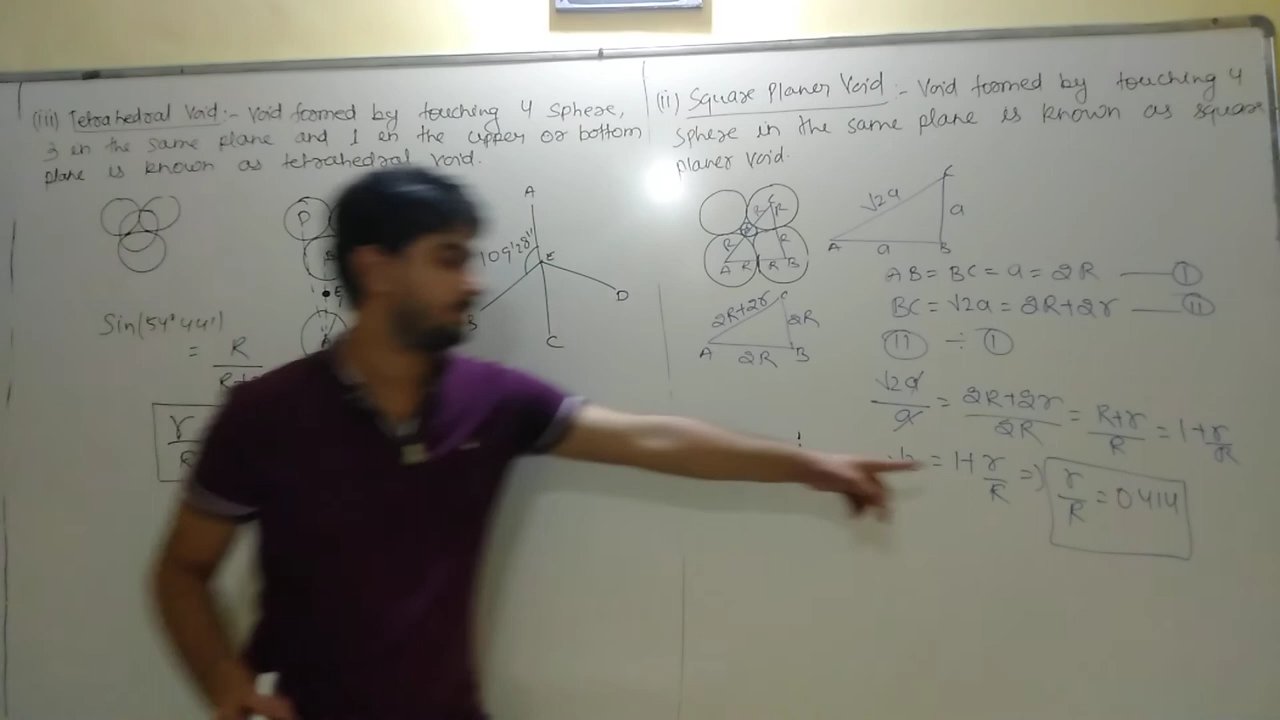 (iii) Tetrahedral Void:- Void formed by touching 4 sphere,
3 in the same plane and 1 in the upper or bottom
plane is known as tetrahedral void.
D
A
109°28'
E
D
C
Sin(54°44')
= R
(ii) Square Planer Void:- Void formed by touching 4
sphere in the same plane is known as square
planer void.
C
R R
R R
A R R B
√2a
C
a
A a B
AB = BC = a = 2R — I
BC = √2a = 2R+2r — II
2R+2r C
2R
A 2R B
II ÷ I
√2a/a = 2R+2r/2R = R+r/R = 1+r/R
= 1+r/R => r/R = 0.414